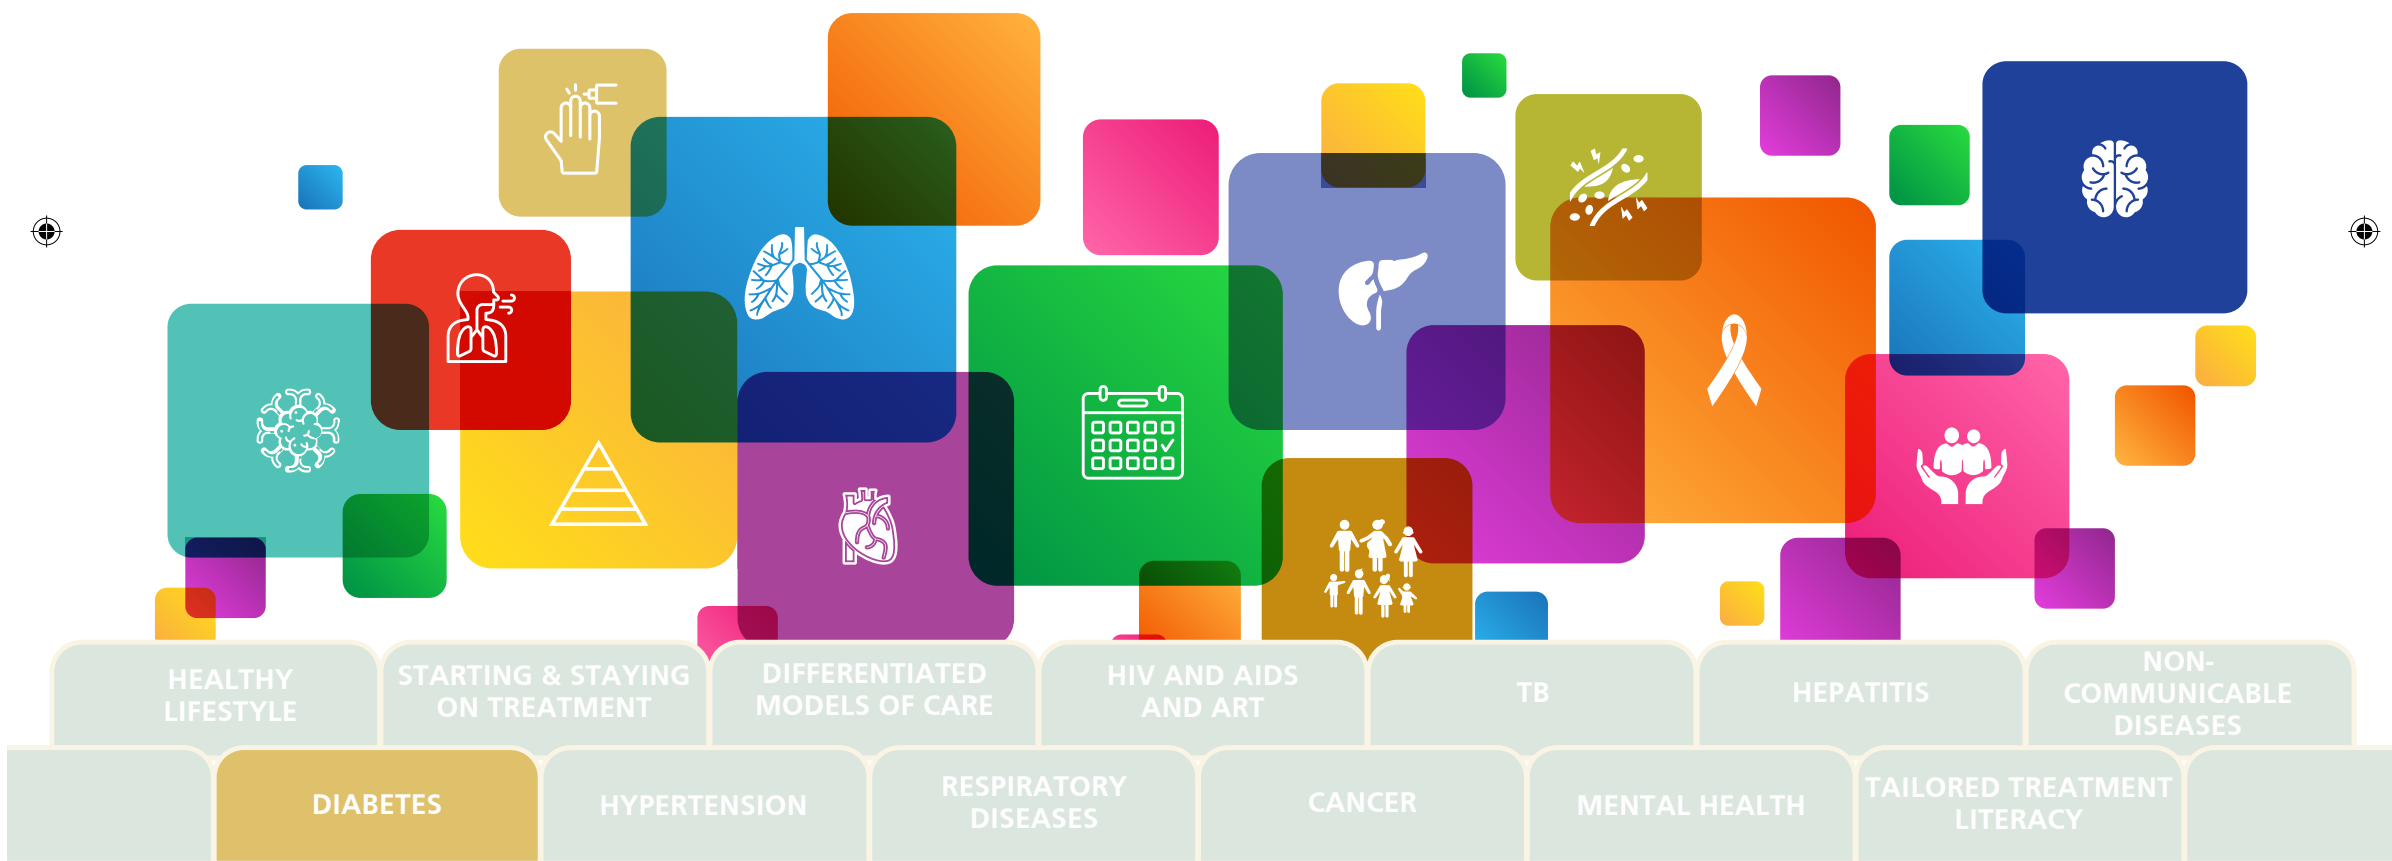 HEALTHY
LIFESTYLE
STARTING & STAYING
ON TREATMENT
DIFFERENTIATED
MODELS OF CARE
HIV AND AIDS
AND ART
TB
HEPATITIS
NON-
COMMUNICABLE
DISEASES
DIABETES
HYPERTENSION
RESPIRATORY
DISEASES
CANCER
MENTAL HEALTH
TAILORED TREATMENT
LITERACY